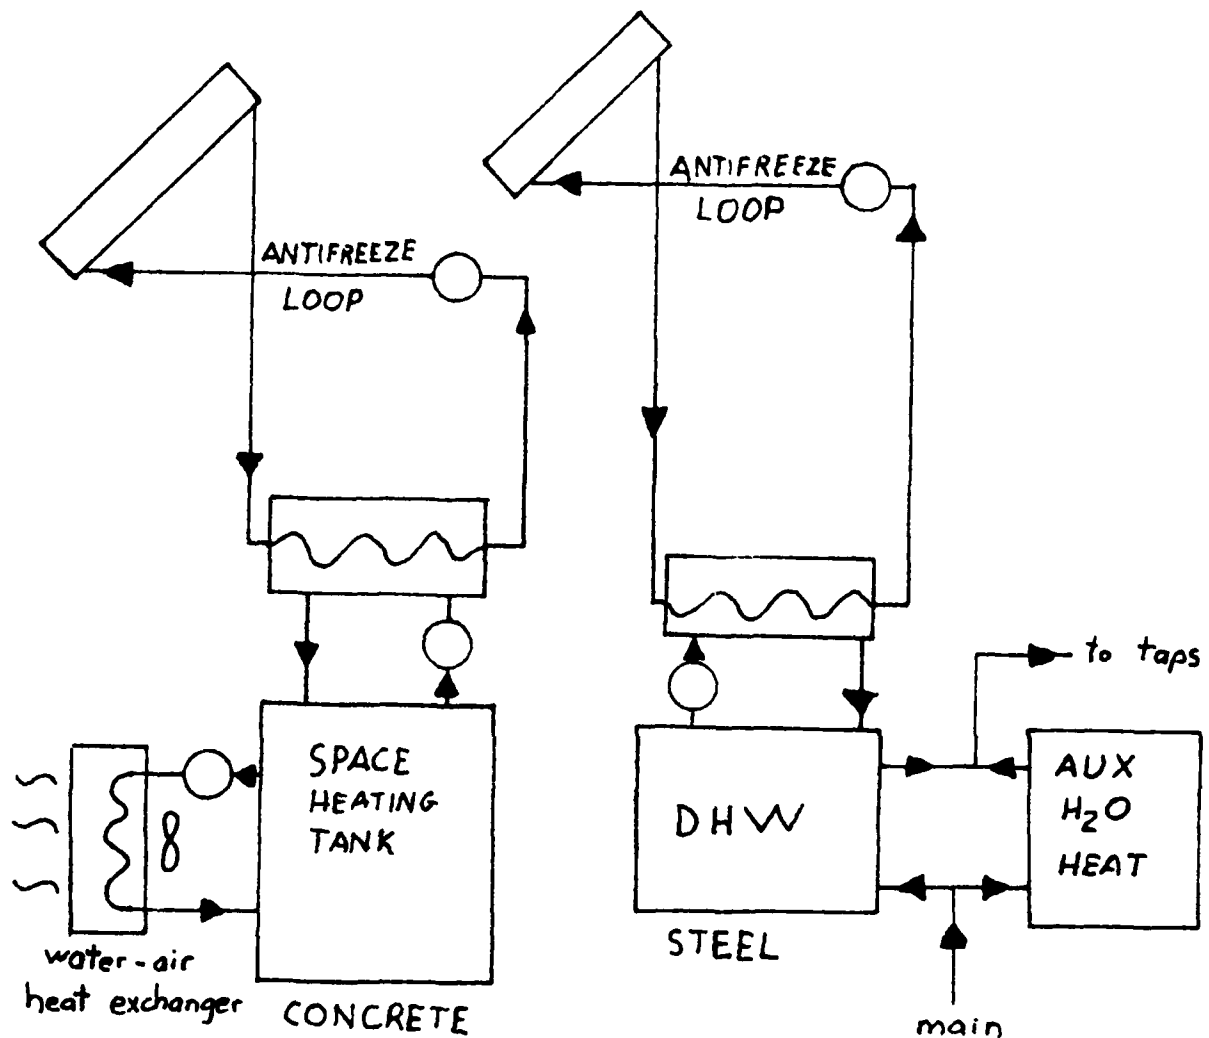 ANTIFREEZE
LOOP
ANTIFREEZE
LOOP
to taps
SPACE
HEATING
TANK
DHW
AUX
H2O
HEAT
water-air
heat exchanger
CONCRETE
STEEL
main